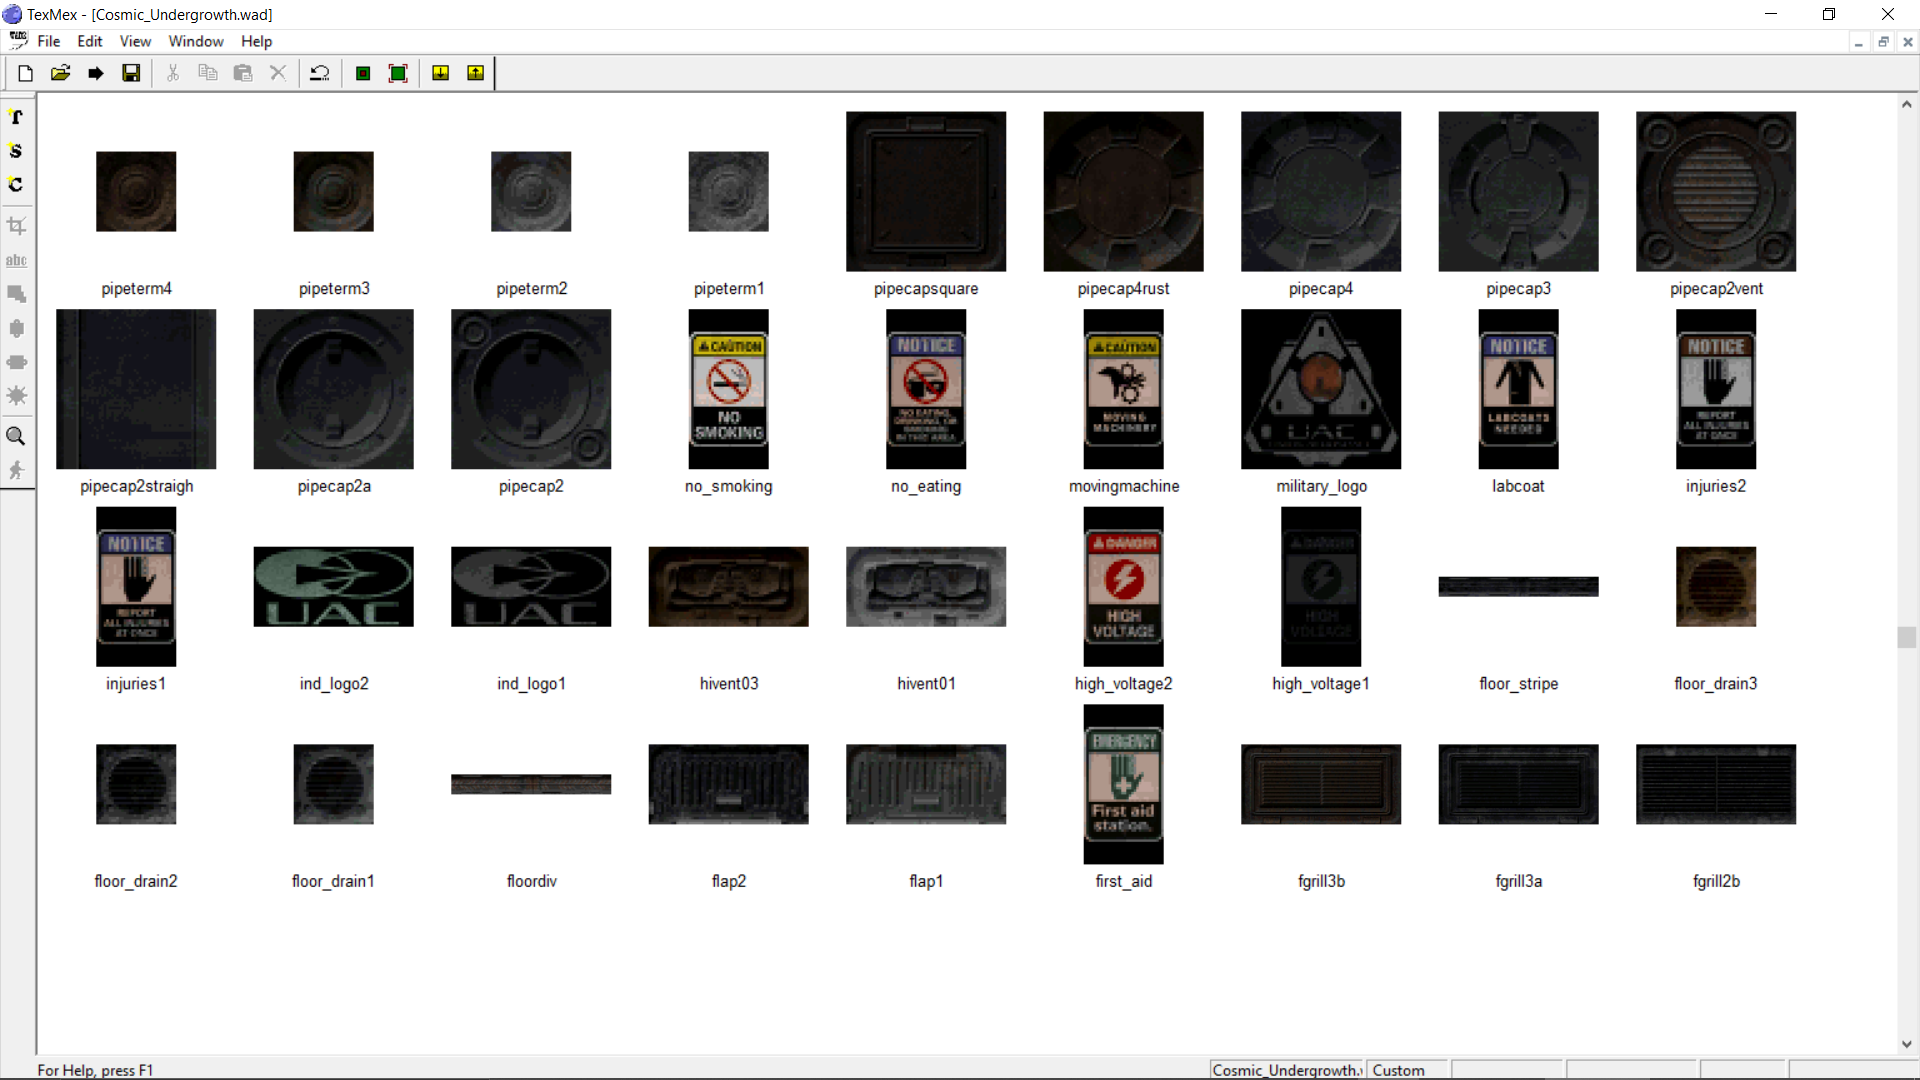 TexMex - [Cosmic_Undergrowth.wad]
File Edit View Window Help
pipeterm4 pipeterm3 pipeterm2 pipeterm1 pipecapsquare pipecap4rust pipecap4 pipecap3 pipecap2vent
CAUTION
NO
SMOKING
NOTICE
NO EATING,
DRINKING, OR
SMOKING
IN THIS AREA
CAUTION
MOVING
MACHINERY
UAC
NOTICE
LABCOATS
NEEDED
NOTICE
REPORT
ALL INJURIES
AT ONCE
pipecap2straigh pipecap2a pipecap2 no_smoking no_eating movingmachine military_logo labcoat injuries2
NOTICE
REPORT
ALL INJURIES
AT ONCE
UAC
UAC
DANGER
HIGH
VOLTAGE
DANGER
HIGH
VOLTAGE
injuries1 ind_logo2 ind_logo1 hivent03 hivent01 high_voltage2 high_voltage1 floor_stripe floor_drain3
EMERGENCY
First aid
station.
floor_drain2 floor_drain1 floordiv flap2 flap1 first_aid fgrill3b fgrill3a fgrill2b
T
S
C
abc
For Help, press F1
Cosmic_Undergrowth. Custom